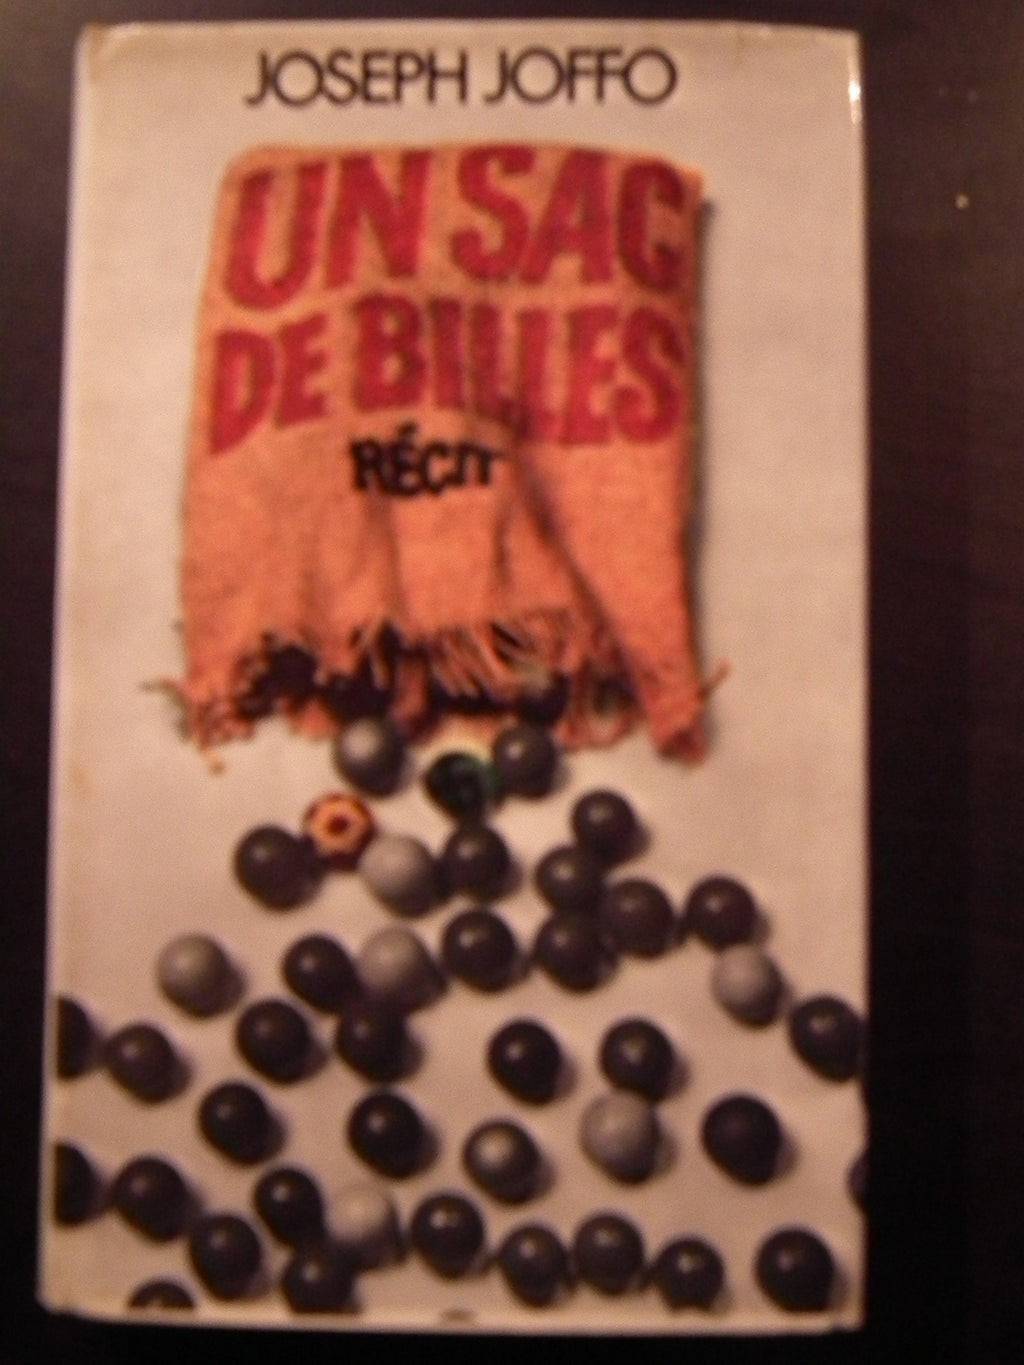 JOSEPH JOFFO
UN SAC
DE BILLES
RÉCIT